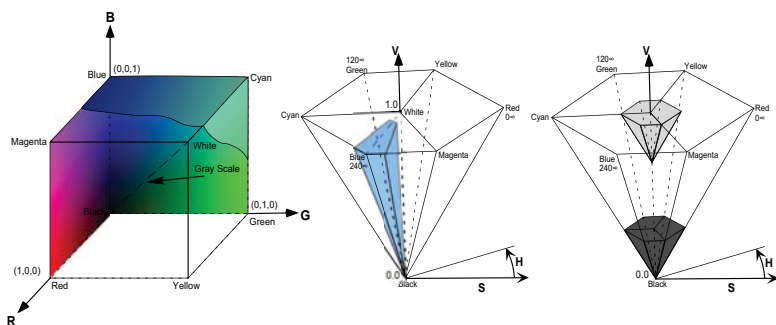 B
Blue
(0,0,1)
Cyan
Magenta
White
Gray Scale
Black
G
(0,1,0)
Green
(1,0,0)
Red
Yellow
R
V
120∞
Green
Yellow
1.0
White
Cyan
Red
0∞
Blue
240∞
Magenta
0.0
Black
H
S
V
120∞
Green
Yellow
Cyan
Red
0∞
Blue
240∞
Magenta
0.0
Black
H
S